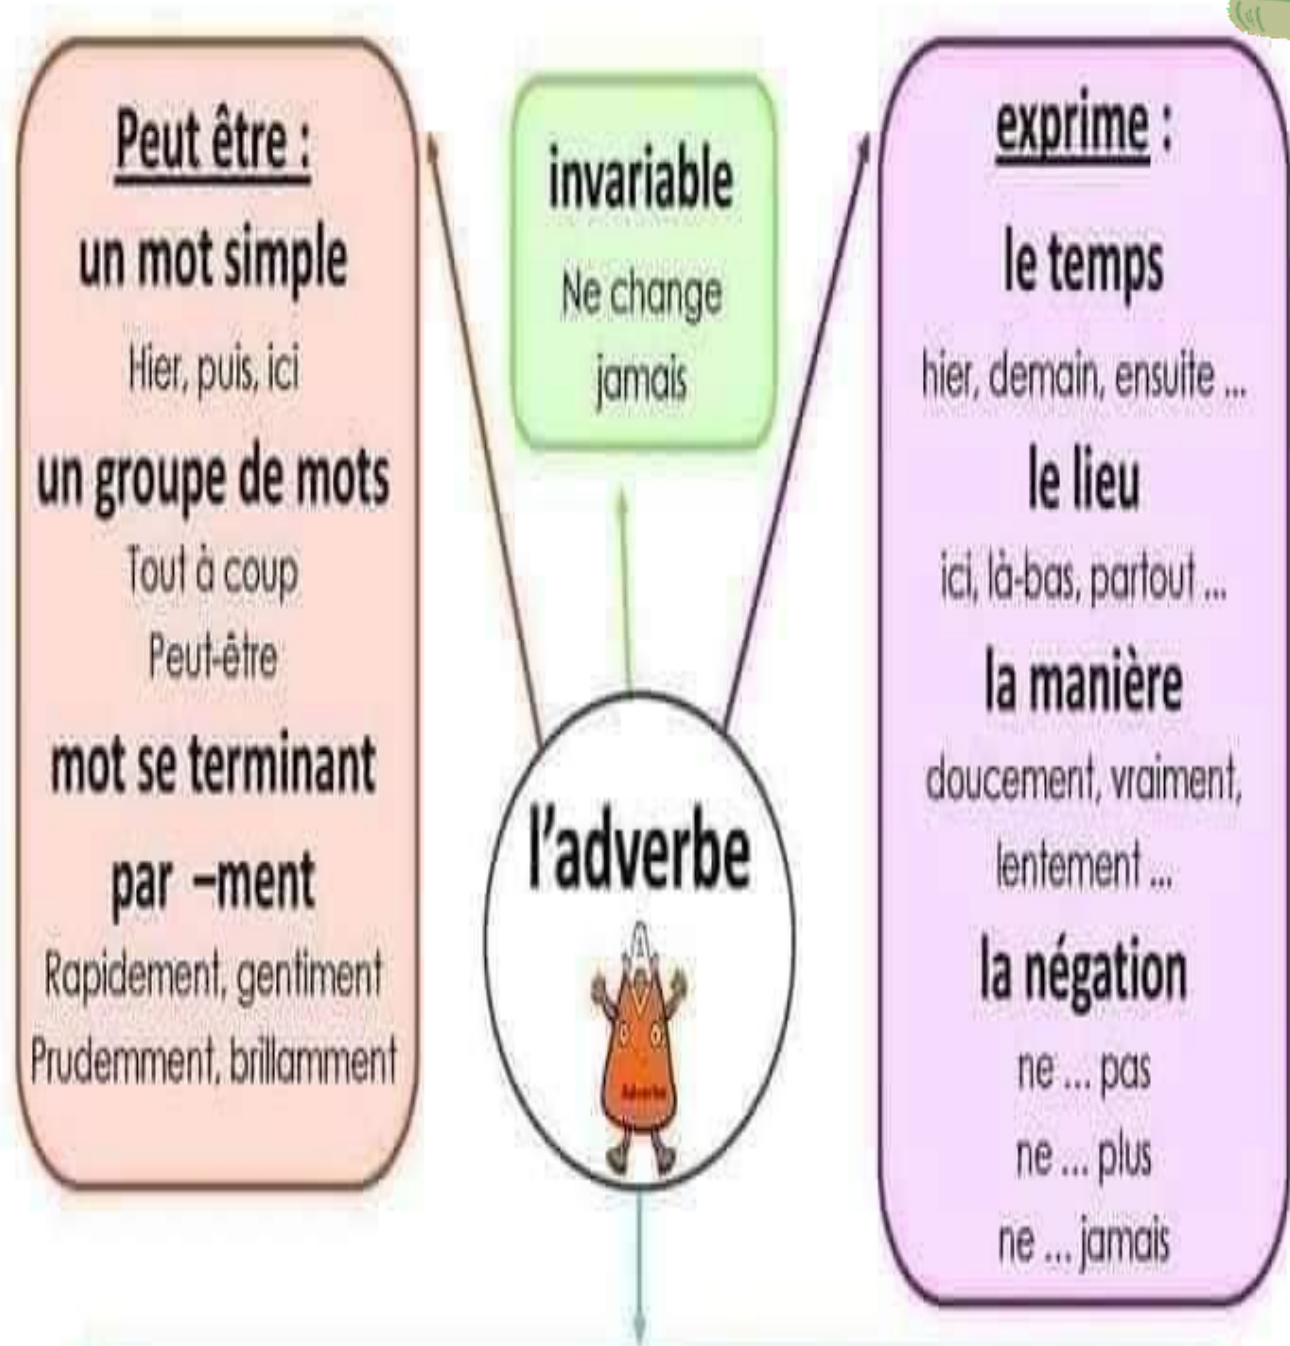 Peut être :
un mot simple
Hier, puis, ici
un groupe de mots
Tout à coup
Peut-être
mot se terminant
par –ment
Rapidement, gentiment
Prudemment, brillamment
invariable
Ne change
jamais
exprime :
le temps
hier, demain, ensuite ...
le lieu
ici, là-bas, partout ...
la manière
doucement, vraiment,
lentement ...
la négation
ne ... pas
ne ... plus
ne ... jamais
l'adverbe
Adverbe